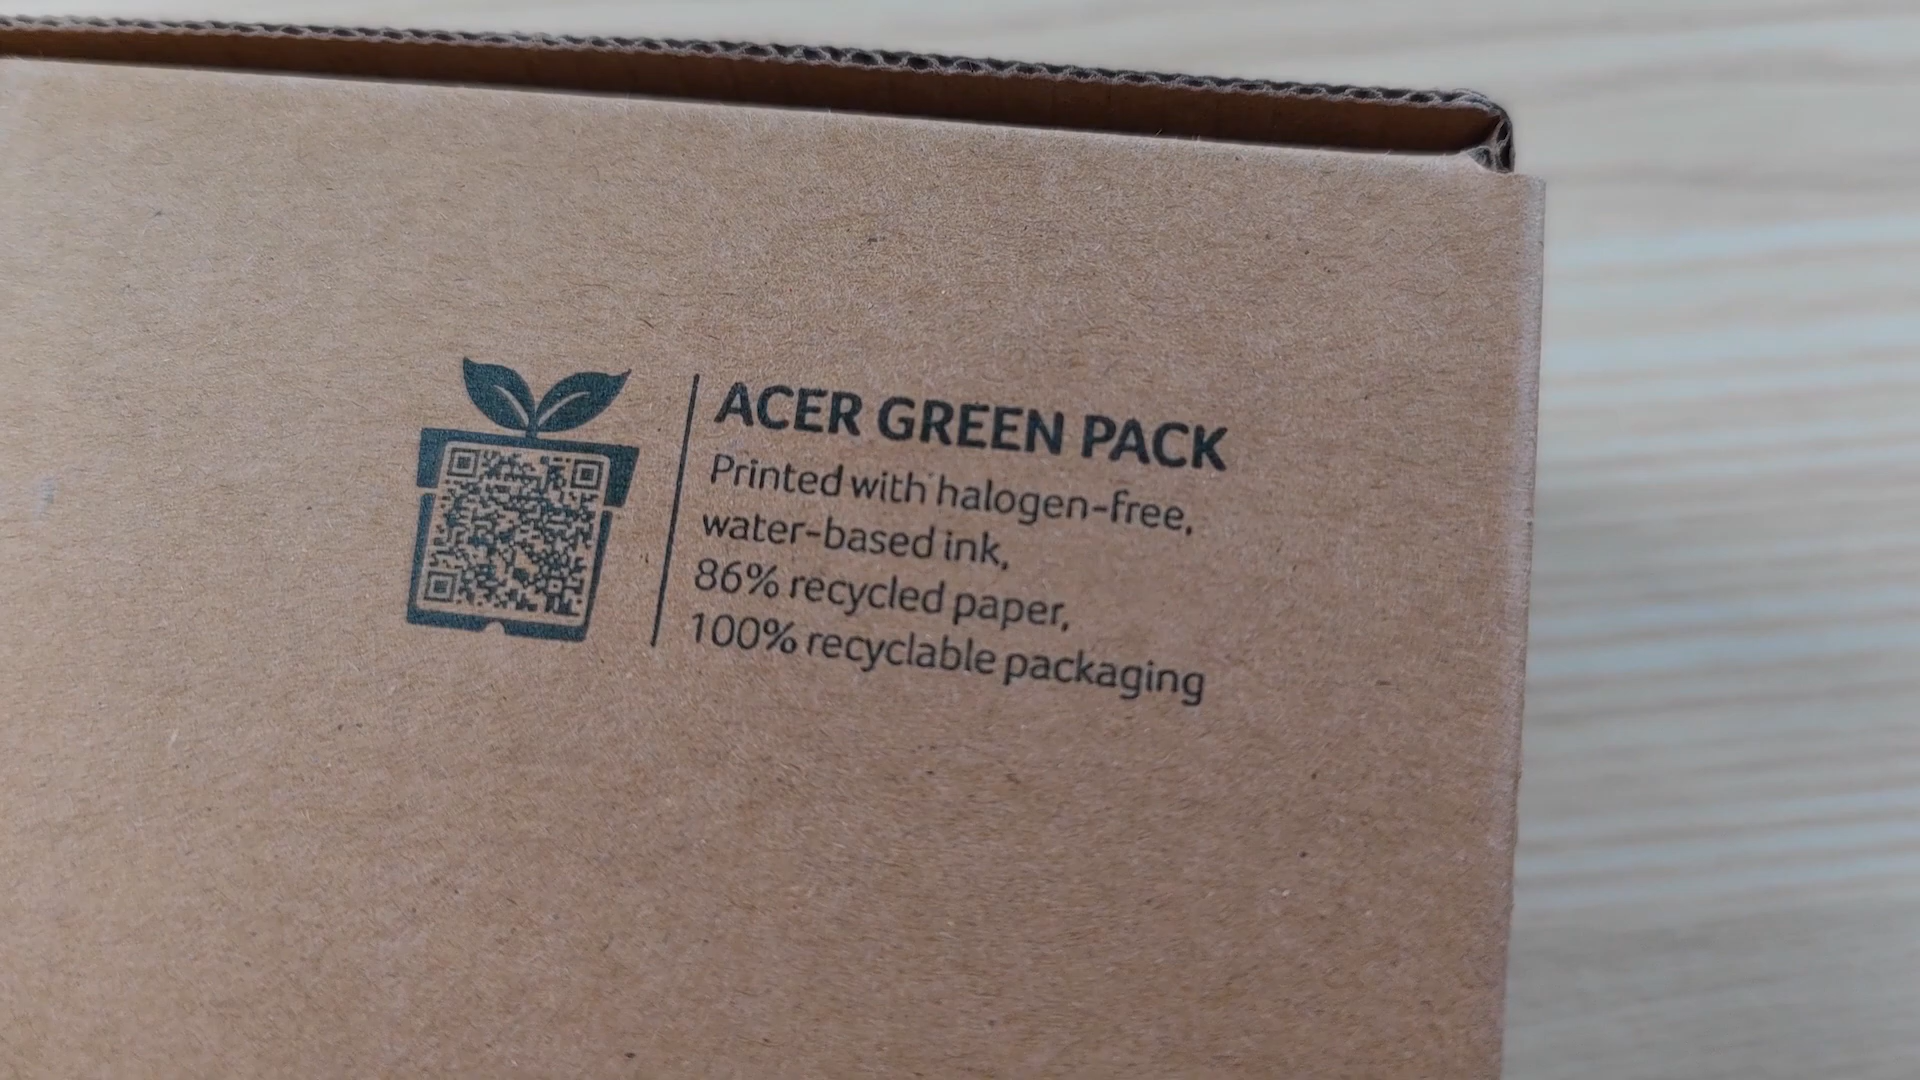 ACER GREEN PACK
Printed with halogen-free,
water-based ink,
86% recycled paper,
100% recyclable packaging